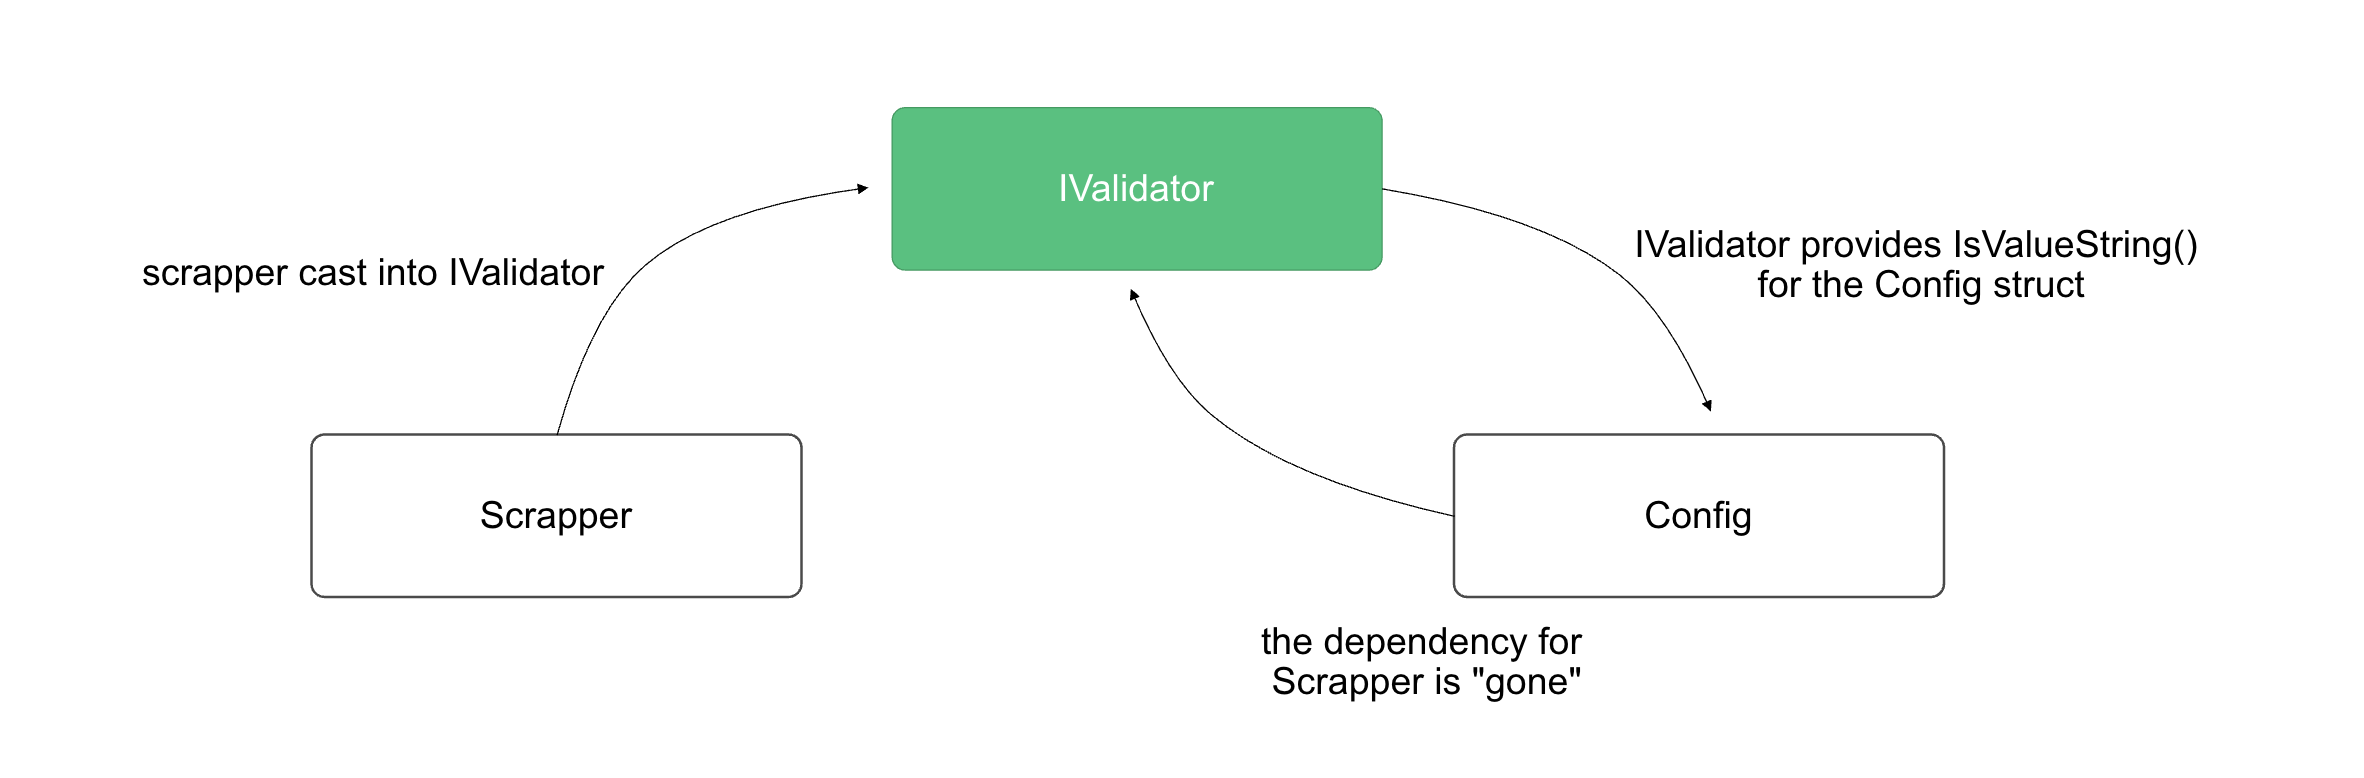 IValidator
scrapper cast into IValidator
IValidator provides IsValueString()
for the Config struct
Scrapper
Config
the dependency for
Scrapper is "gone"